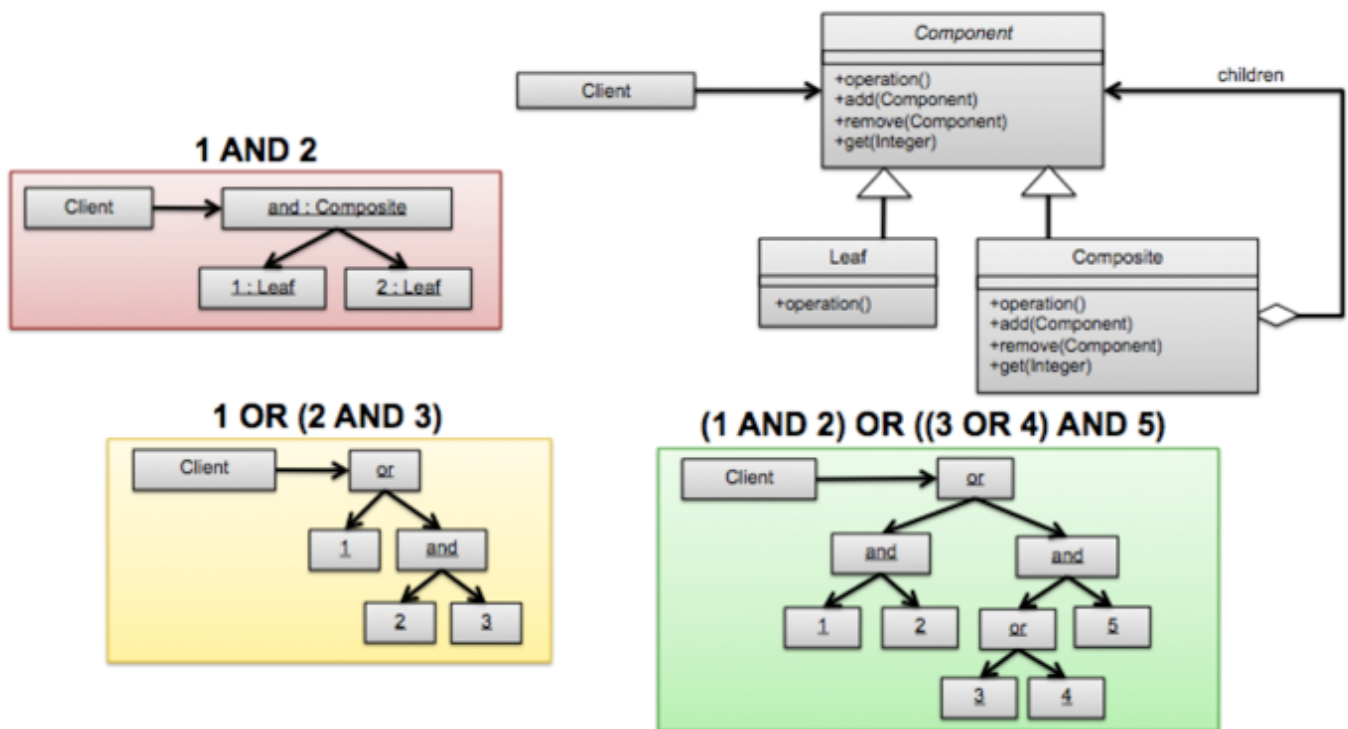 Component
+operation()
+add(Component)
+remove(Component)
+get(Integer)
Client
children
Leaf
+operation()
Composite
+operation()
+add(Component)
+remove(Component)
+get(Integer)
1 AND 2
Client
and : Composite
1 : Leaf
2 : Leaf
1 OR (2 AND 3)
Client
or
1
and
2
3
(1 AND 2) OR ((3 OR 4) AND 5)
Client
or
and
and
1
2
or
5
3
4